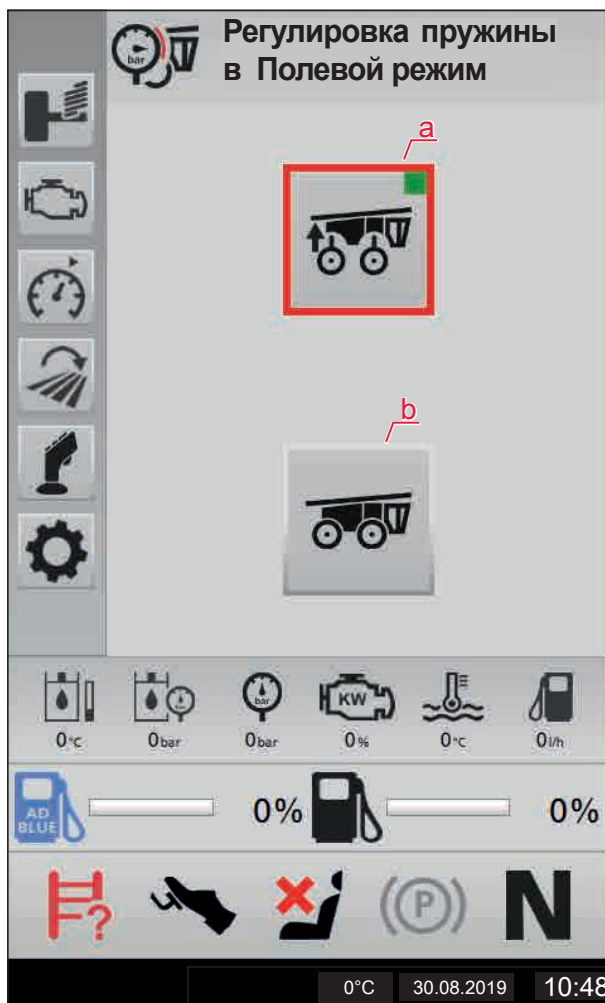 bar
Регулировка пружины
в Полевой режим
a
b
bar
KW
0°C
0bar
0bar
0%
0°C
0l/h
AD
BLUE
0%
0%
?
(P)
N
0°C 30.08.2019 10:48